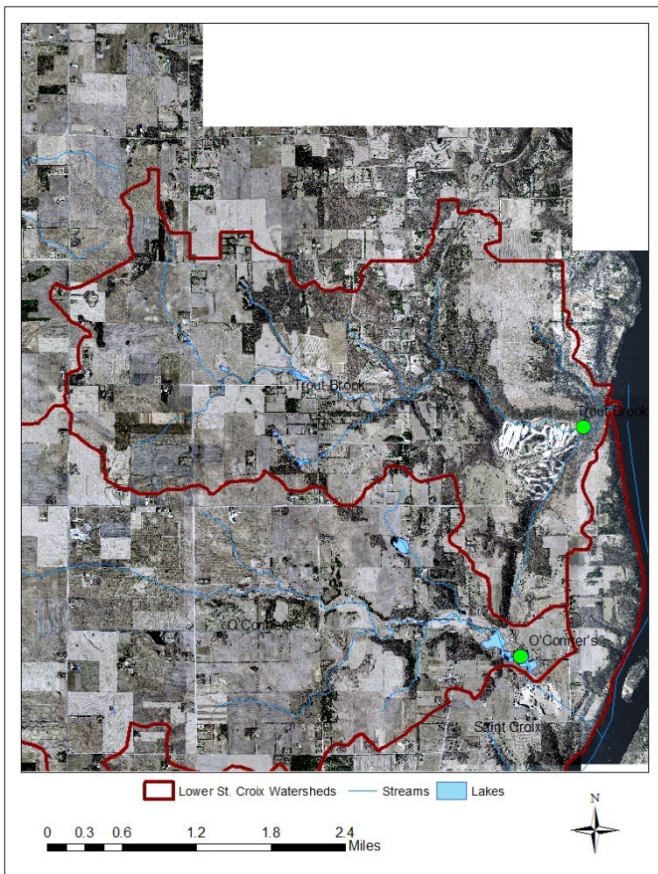 Trout Brook
Trout Brook
O'Conner's
O'Conner's
Saint Croix
Lower St. Croix Watersheds
Streams
Lakes
N
0 0.3 0.6 1.2 1.8 2.4
Miles